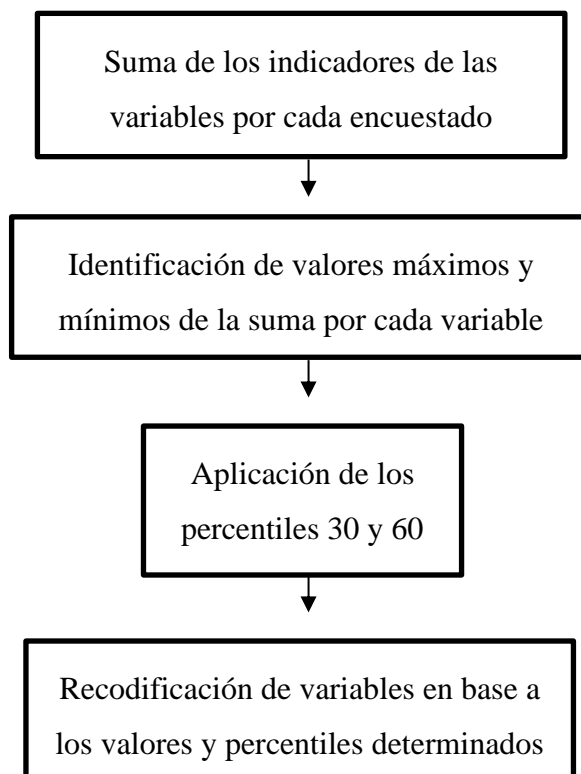 Suma de los indicadores de las
variables por cada encuestado
Identificación de valores máximos y
mínimos de la suma por cada variable
Aplicación de los
percentiles 30 y 60
Recodificación de variables en base a
los valores y percentiles determinados